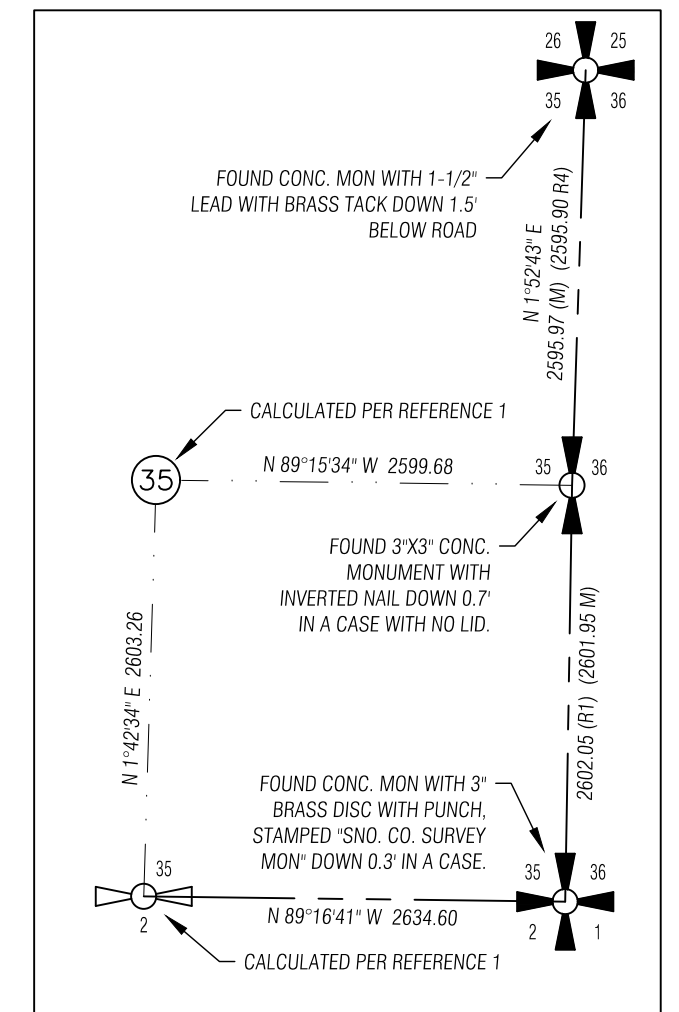 26 25
35 36
FOUND CONC. MON WITH 1-1/2"
LEAD WITH BRASS TACK DOWN 1.5'
BELOW ROAD
N 1°52'43" E
2595.97 (M) (2595.90 R4)
CALCULATED PER REFERENCE 1
35
N 89°15'34" W 2599.68
35 36
FOUND 3"X3" CONC.
MONUMENT WITH
INVERTED NAIL DOWN 0.7'
IN A CASE WITH NO LID.
N 1°42'34" E 2603.26
2602.05 (R1) (2601.95 M)
FOUND CONC. MON WITH 3"
BRASS DISC WITH PUNCH,
STAMPED "SNO. CO. SURVEY
MON" DOWN 0.3' IN A CASE.
35
2
35 36
2 1
N 89°16'41" W 2634.60
CALCULATED PER REFERENCE 1